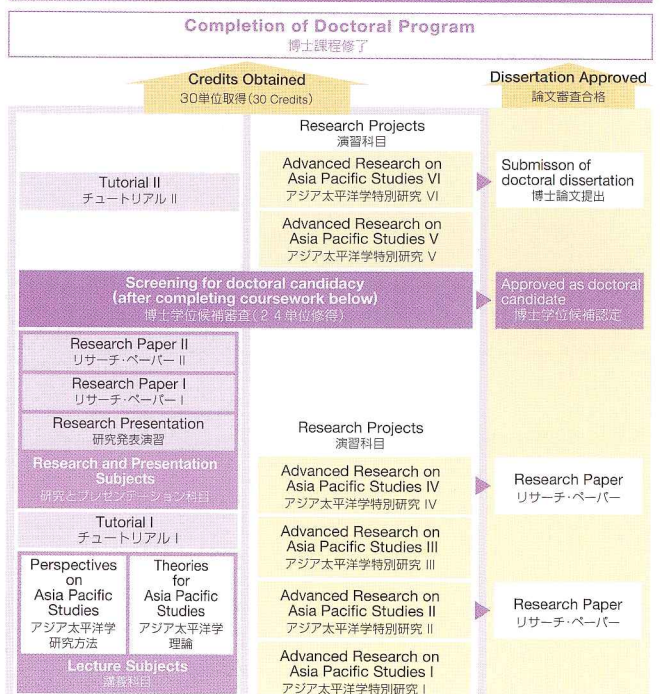 Completion of Doctoral Program
博士課程修了
Credits Obtained
30単位取得(30 Credits)
Dissertation Approved
論文審査合格
Research Projects
演習科目
Tutorial II
チュートリアル II
Advanced Research on
Asia Pacific Studies VI
アジア太平洋学特別研究 VI
Submisson of
doctoral dissertation
博士論文提出
Advanced Research on
Asia Pacific Studies V
アジア太平洋学特別研究 V
Screening for doctoral candidacy
(after completing coursework below)
博士学位候補審査(24単位修得)
Approved as doctoral
candidate
博士学位候補認定
Research Paper II
リサーチ・ペーパー II
Research Paper I
リサーチ・ペーパー I
Research Presentation
研究発表演習
Research and Presentation
Subjects
研究とプレゼンテーション科目
Research Projects
演習科目
Advanced Research on
Asia Pacific Studies IV
アジア太平洋学特別研究 IV
Research Paper
リサーチ・ペーパー
Tutorial I
チュートリアル I
Advanced Research on
Asia Pacific Studies III
アジア太平洋学特別研究 III
Perspectives
on
Asia Pacific
Studies
アジア太平洋学
研究方法
Theories
for
Asia Pacific
Studies
アジア太平洋学
理論
Advanced Research on
Asia Pacific Studies II
アジア太平洋学特別研究 II
Research Paper
リサーチ・ペーパー
Lecture Subjects
講義科目
Advanced Research on
Asia Pacific Studies I
アジア太平洋学特別研究 I